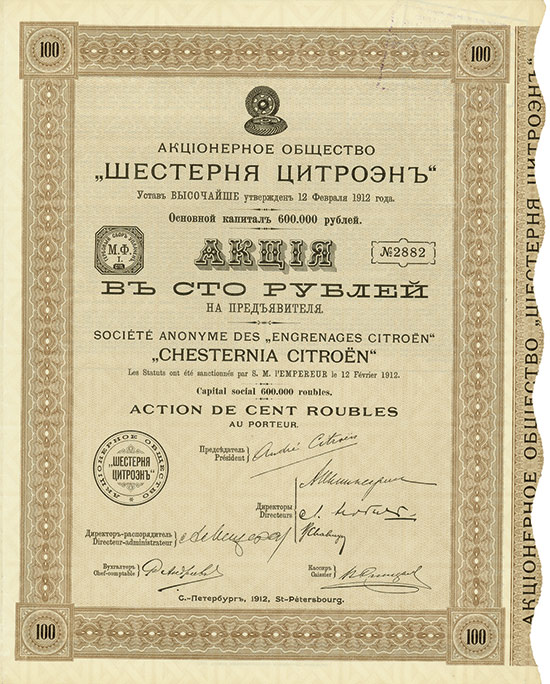 100
100
АКЦІОНЕРНОЕ ОБЩЕСТВО
„ШЕСТЕРНЯ ЦИТРОЭНЪ“
Уставъ ВЫСОЧАЙШЕ утвержденъ 12 Февраля 1912 года.
Основной капиталъ 600.000 рублей.
М.Ф.
I.
АКЦІЯ
№2882
ВЪ СТО РУБЛЕЙ
НА ПРЕДЪЯВИТЕЛЯ.
SOCIÉTÉ ANONYME DES „ENGRENAGES CITROËN“
„CHESTERNIA CITROËN“
Les Statuts ont été sanctionnés par S. M. l'EMPEREUR le 12 Février 1912.
Capital social 600.000 roubles.
ACTION DE CENT ROUBLES
AU PORTEUR.
АКЦІОНЕРНОЕ ОБЩЕСТВО
„ШЕСТЕРНЯ
ЦИТРОЭНЪ“
Предсѣдатель
Président
André Citroën
Директоры
Directeurs
Директоръ-распорядитель
Directeur-administrateur
Бухгалтеръ
Chef-comptable
Кассиръ
Caissier
С.-Петербургъ, 1912, St-Pétersbourg.
100
100
АКЦІОНЕРНОЕ ОБЩЕСТВО „ШЕСТЕРНЯ ЦИТРОЭНЪ“